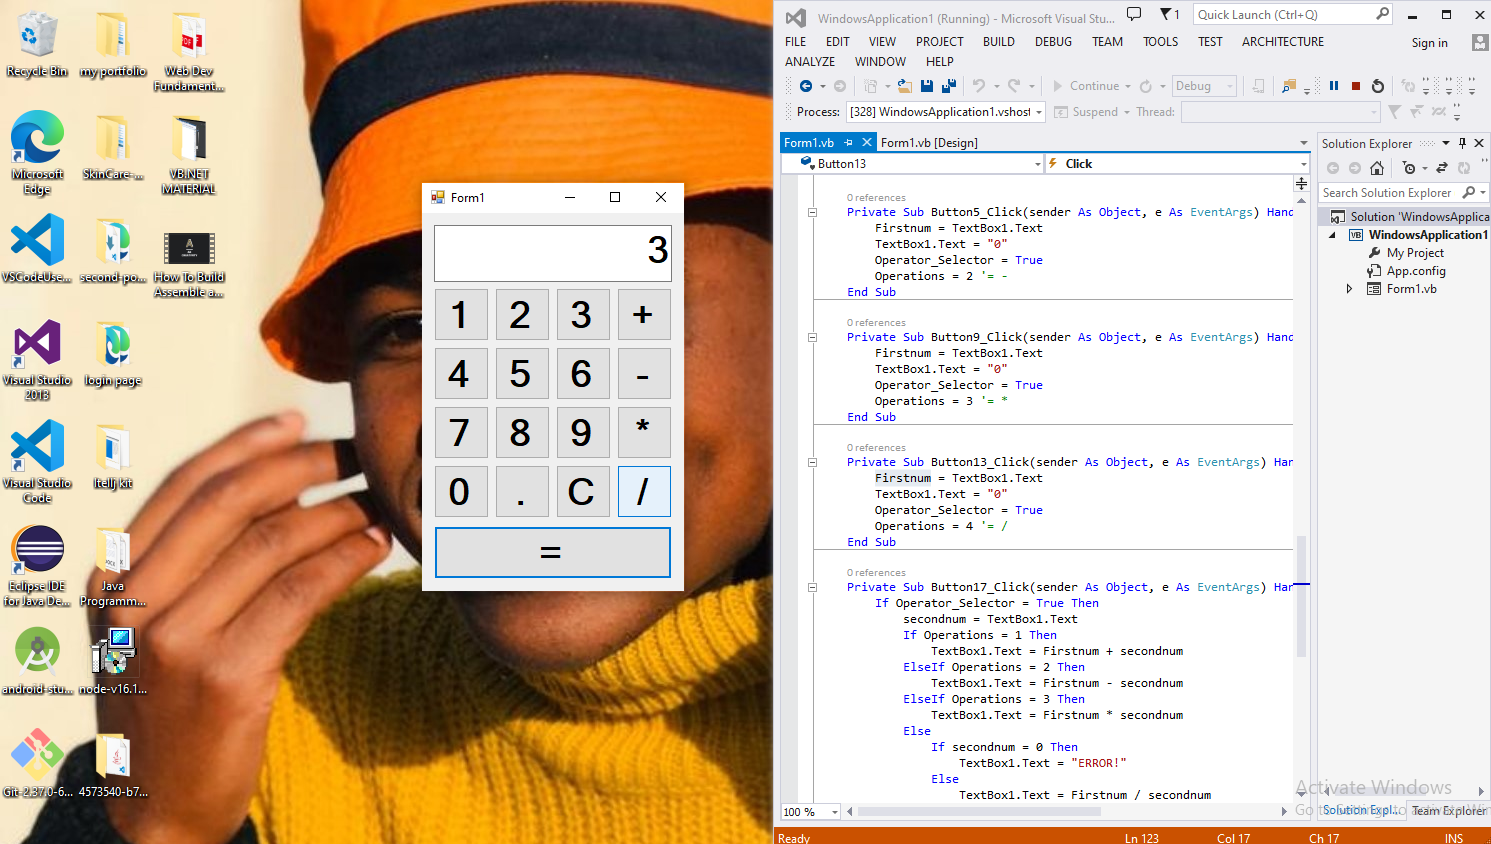 Recycle Bin
my portfolio
Web Dev
Fundament...
Microsoft
Edge
SkinCare-...
VB.NET
MATERIAL
VSCodeUse...
second-po...
How To Build
Assemble a...
Visual Studio
2013
login page
Visual Studio
Code
Itellj kit
Eclipse IDE
for Java De...
Java
Programm...
android-stu...
node-v16.1...
Git-2.37.0-6...
4573540-b7...
Form1
3
1 2 3 +
4 5 6 -
7 8 9 *
0 . C /
=
WindowsApplication1 (Running) - Microsoft Visual Stu...
1
Quick Launch (Ctrl+Q)
FILE EDIT VIEW PROJECT BUILD DEBUG TEAM TOOLS TEST ARCHITECTURE
Sign in
ANALYZE WINDOW HELP
Continue
Debug
Process: [328] WindowsApplication1.vshost
Suspend
Thread:
Form1.vb
Form1.vb [Design]
Button13
Click
0 references
Private Sub Button5_Click(sender As Object, e As EventArgs) Hand
Firstnum = TextBox1.Text
TextBox1.Text = "0"
Operator_Selector = True
Operations = 2 '= -
End Sub
0 references
Private Sub Button9_Click(sender As Object, e As EventArgs) Hand
Firstnum = TextBox1.Text
TextBox1.Text = "0"
Operator_Selector = True
Operations = 3 '= *
End Sub
0 references
Private Sub Button13_Click(sender As Object, e As EventArgs) Han
Firstnum = TextBox1.Text
TextBox1.Text = "0"
Operator_Selector = True
Operations = 4 '= /
End Sub
0 references
Private Sub Button17_Click(sender As Object, e As EventArgs) Han
If Operator_Selector = True Then
secondnum = TextBox1.Text
If Operations = 1 Then
TextBox1.Text = Firstnum + secondnum
ElseIf Operations = 2 Then
TextBox1.Text = Firstnum - secondnum
ElseIf Operations = 3 Then
TextBox1.Text = Firstnum * secondnum
Else
If secondnum = 0 Then
TextBox1.Text = "ERROR!"
Else
TextBox1.Text = Firstnum / secondnum
100 %
Solution Explorer
Search Solution Explorer
Solution 'WindowsApplica
VB WindowsApplication1
My Project
App.config
Form1.vb
Activate Windows
Go to Settings to activate Win
Solution Expl...
Team Explorer
Ready
Ln 123
Col 17
Ch 17
INS